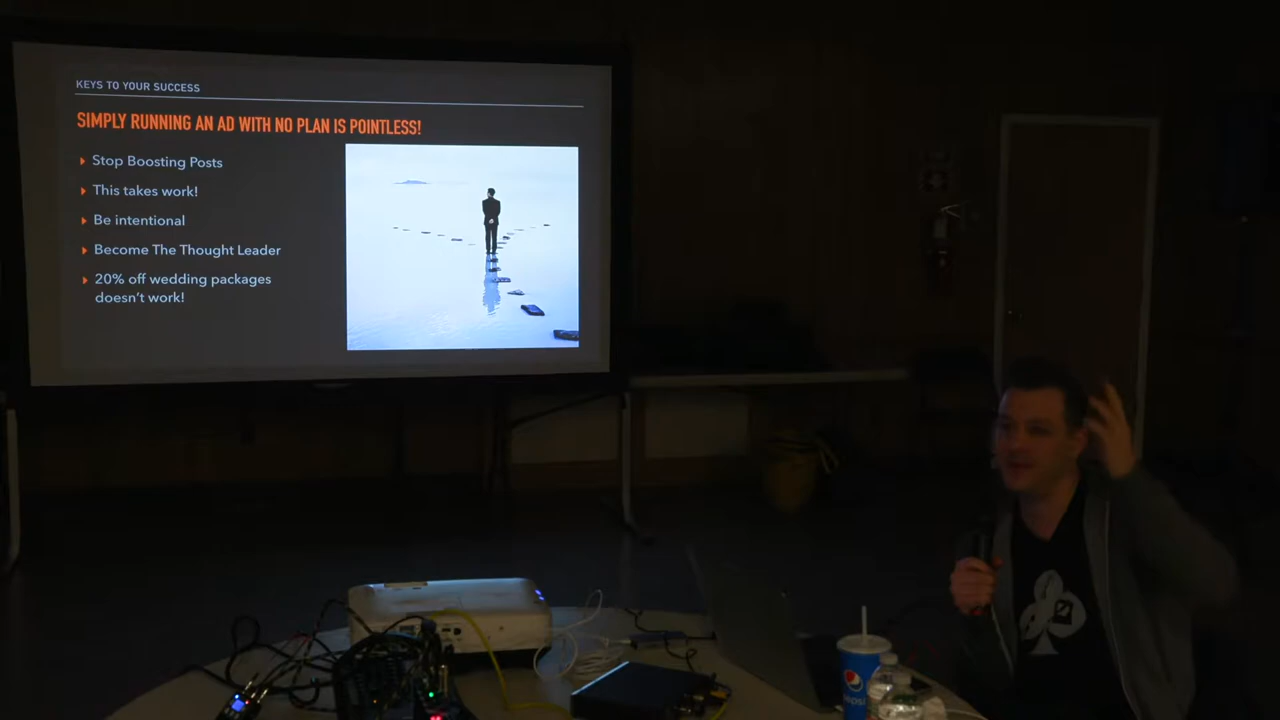 KEYS TO YOUR SUCCESS
SIMPLY RUNNING AN AD WITH NO PLAN IS POINTLESS!
Stop Boosting Posts
This takes work!
Be intentional
Become The Thought Leader
20% off wedding packages
doesn't work!
pepsi